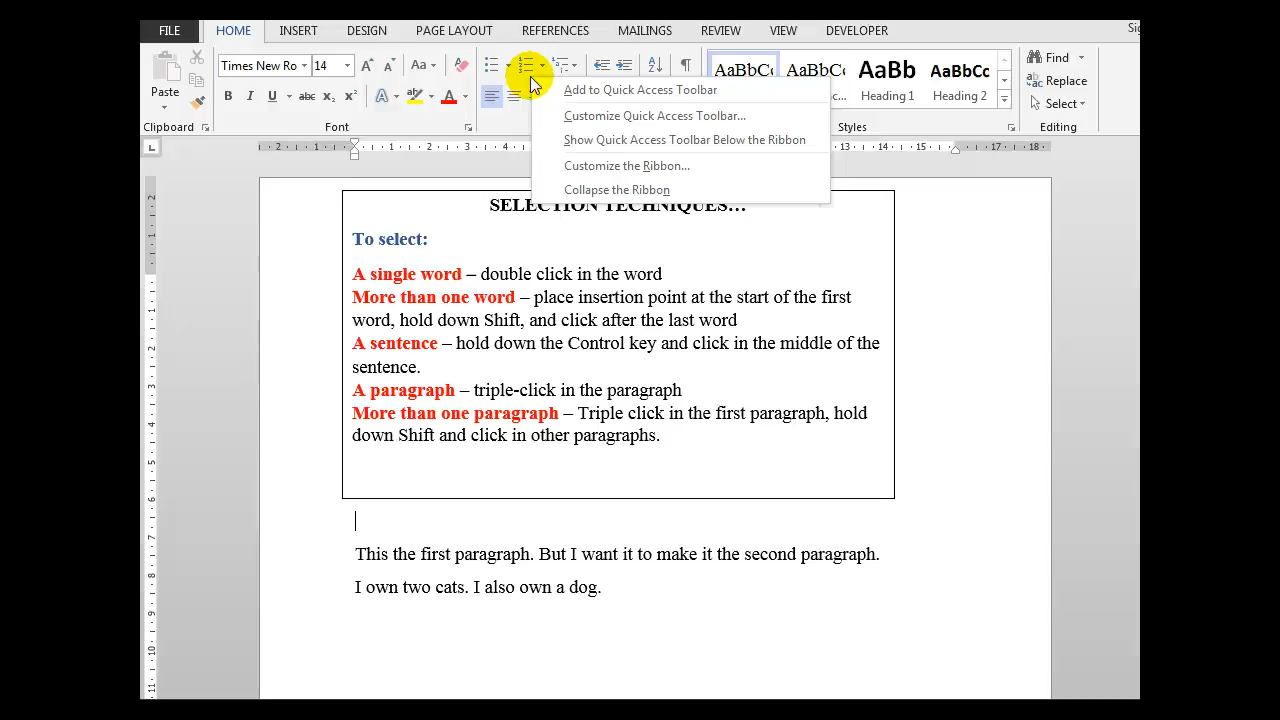 FILE HOME INSERT DESIGN PAGE LAYOUT REFERENCES MAILINGS REVIEW VIEW DEVELOPER
Times New Ro 14 Aa AaBbCc AaBbCc AaBbC AaBbCc Find
Paste Replace
B I U abc x₂ x² A A Heading 1 Heading 2 Select
Clipboard Font Styles Editing
Add to Quick Access Toolbar
Customize Quick Access Toolbar...
Show Quick Access Toolbar Below the Ribbon
Customize the Ribbon...
Collapse the Ribbon
SELECTION TECHNIQUES…
To select:
A single word – double click in the word
More than one word – place insertion point at the start of the first
word, hold down Shift, and click after the last word
A sentence – hold down the Control key and click in the middle of the
sentence.
A paragraph – triple-click in the paragraph
More than one paragraph – Triple click in the first paragraph, hold
down Shift and click in other paragraphs.
This the first paragraph. But I want it to make it the second paragraph.
I own two cats. I also own a dog.